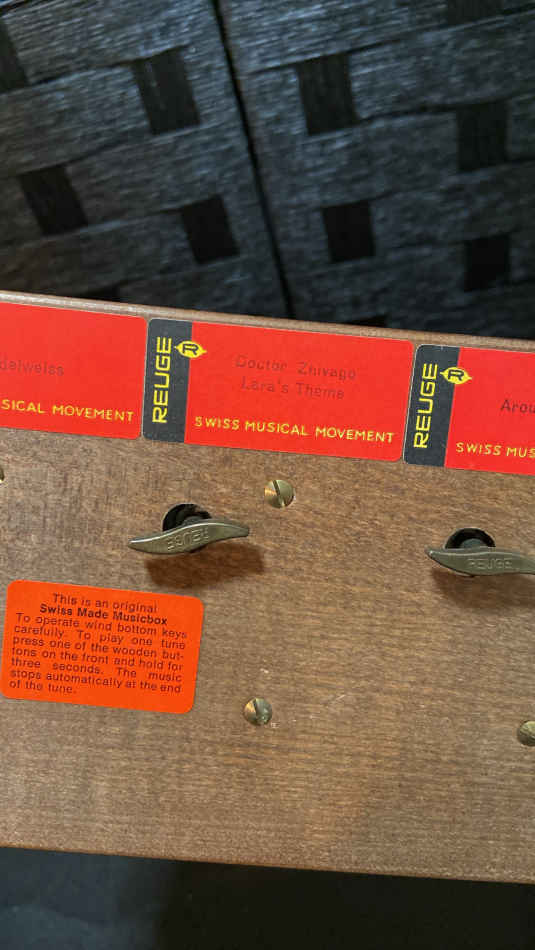 delweiss
SICAL MOVEMENT
REUGE
R
Doctor Zhivago
Lara's Theme
SWISS MUSICAL MOVEMENT
REUGE
R
Arou
SWISS MUS
REUGE
REUGE
This is an original
Swiss Made Musicbox
To operate wind bottom keys
carefully. To play one tune
press one of the wooden but-
tons on the front and hold for
three seconds. The music
stops automatically at the end
of the tune.